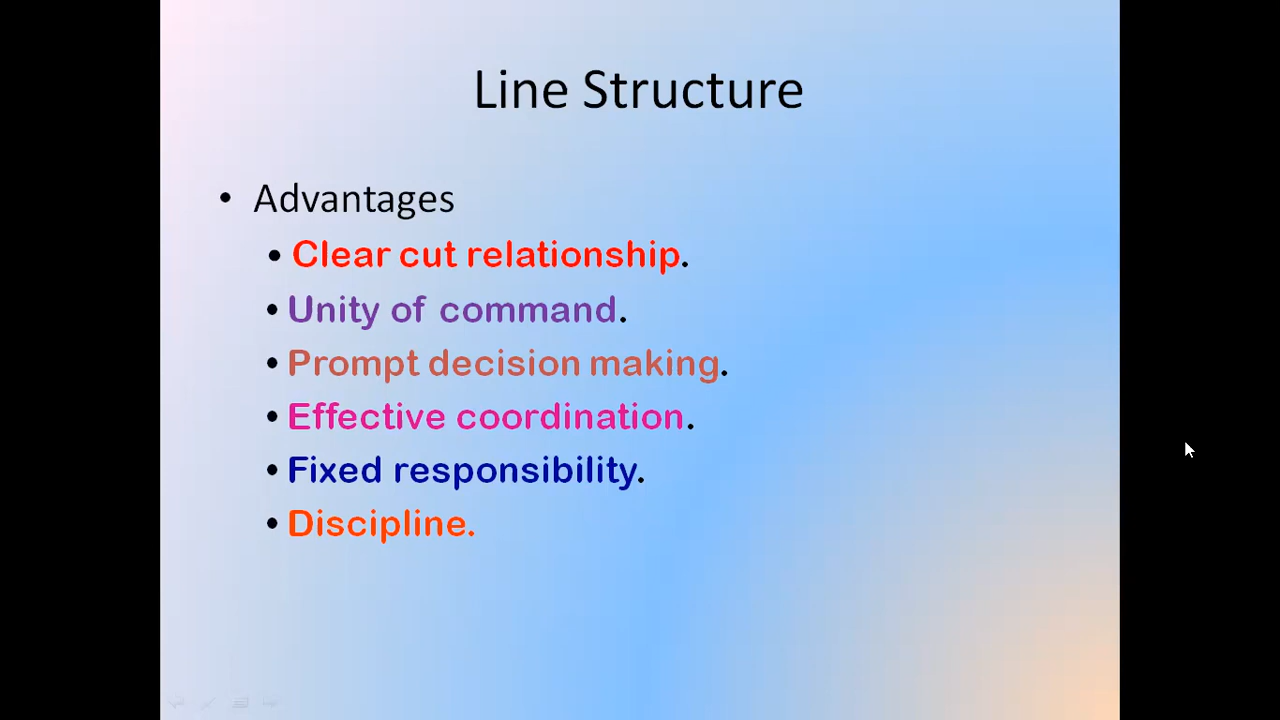 Line Structure
• Advantages
• Clear cut relationship.
• Unity of command.
• Prompt decision making.
• Effective coordination.
• Fixed responsibility.
• Discipline.